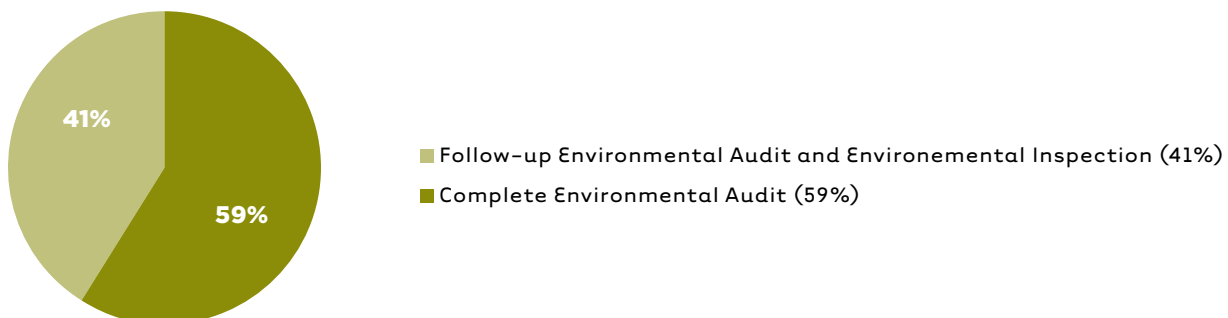 41%
59%
Follow-up Environmental Audit and Environemental Inspection (41%)
Complete Environmental Audit (59%)